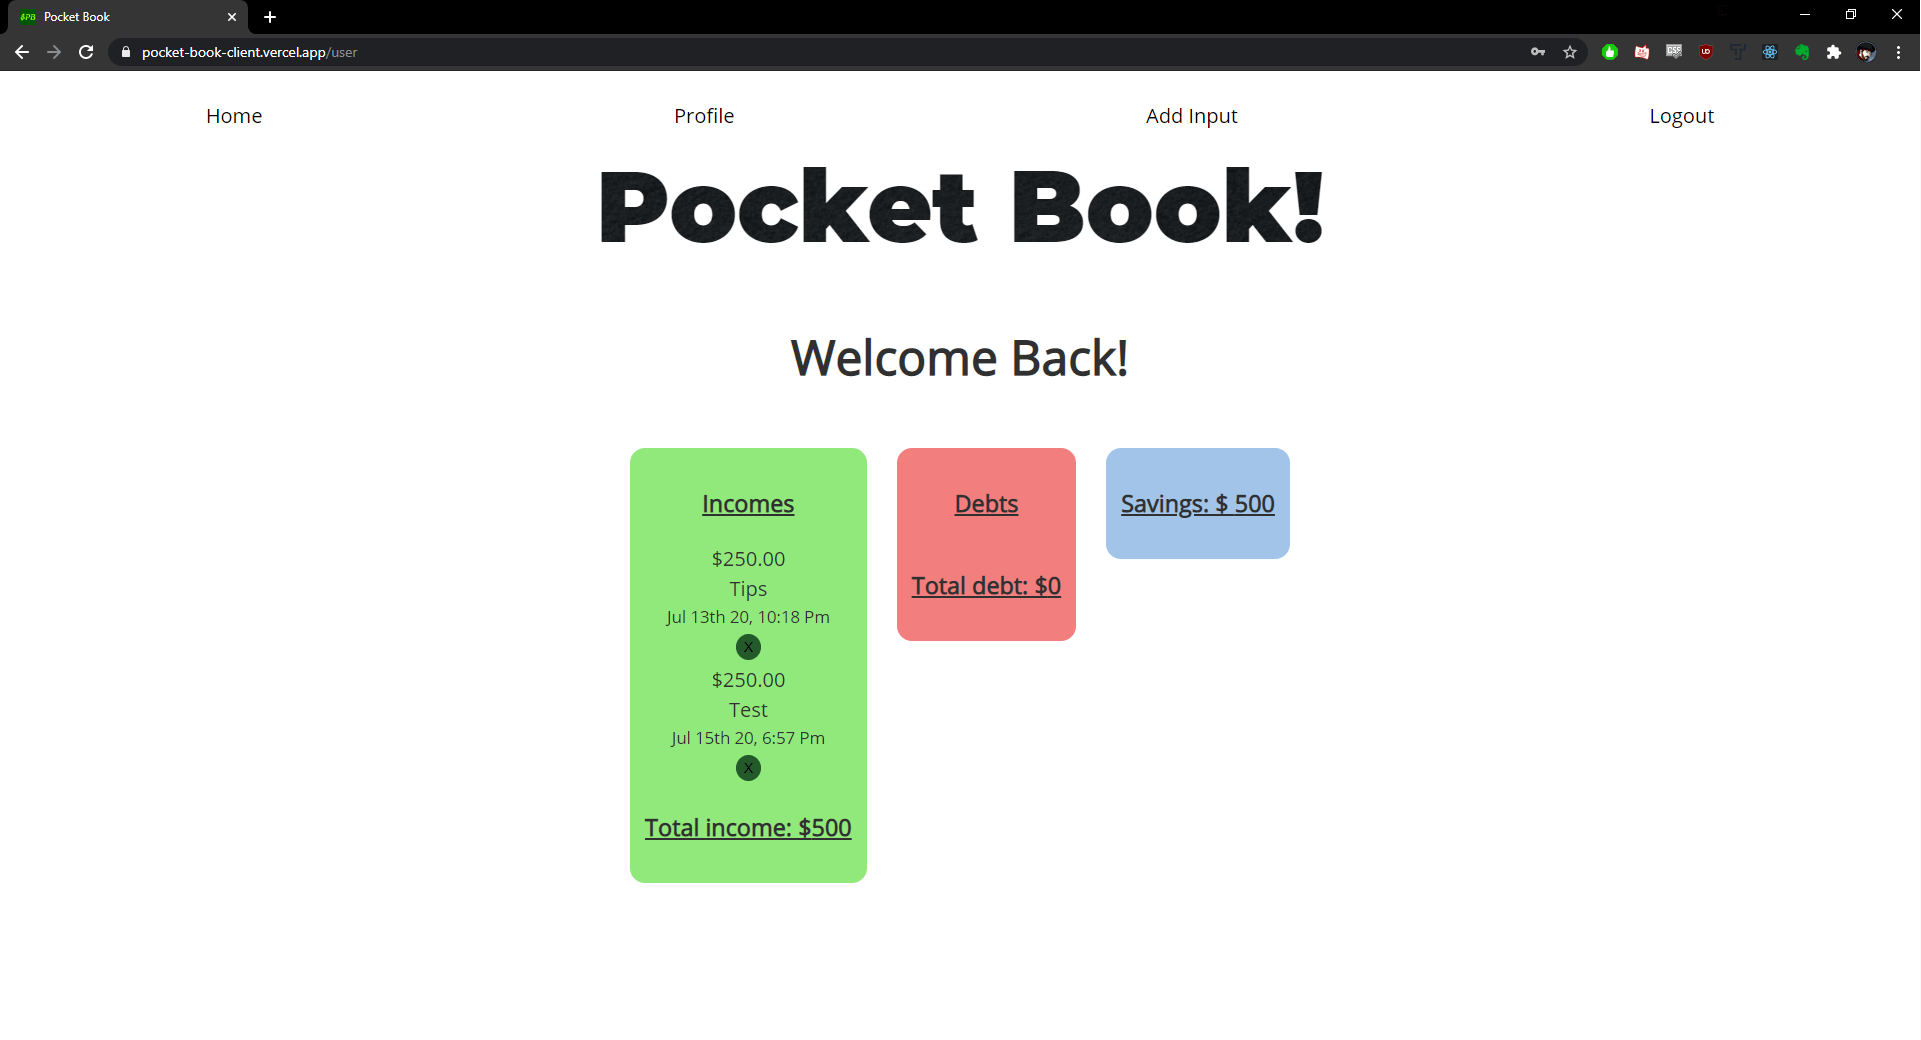 $PB Pocket Book
pocket-book-client.vercel.app/user
Home Profile Add Input Logout
Pocket Book!
Welcome Back!
Incomes
$250.00
Tips
Jul 13th 20, 10:18 Pm
X
$250.00
Test
Jul 15th 20, 6:57 Pm
X
Total income: $500
Debts
Total debt: $0
Savings: $ 500